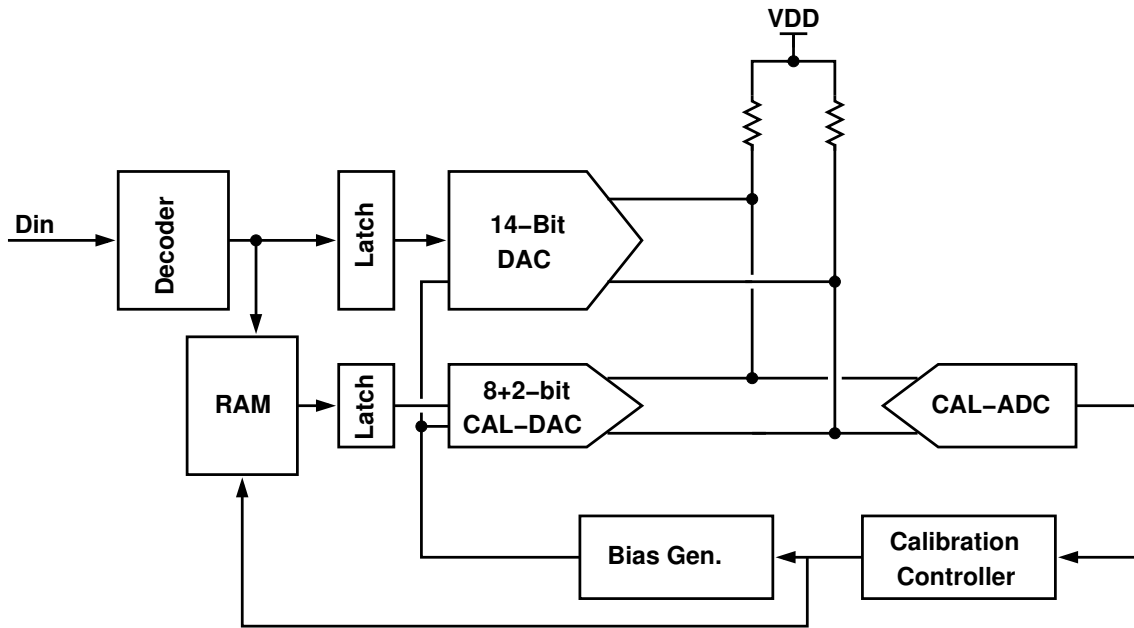 VDD
Din
Decoder
Latch
14−Bit
DAC
RAM
Latch
8+2−bit
CAL−DAC
CAL−ADC
Bias Gen.
Calibration
Controller